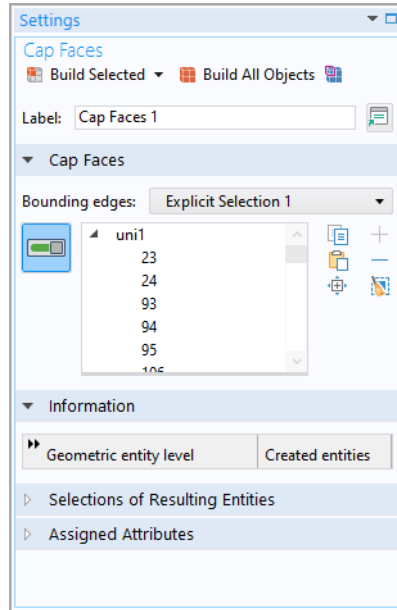 Settings
Cap Faces
Build Selected Build All Objects
Label: Cap Faces 1
Cap Faces
Bounding edges: Explicit Selection 1
uni1
23
24
93
94
95
106
Information
Geometric entity level Created entities
Selections of Resulting Entities
Assigned Attributes